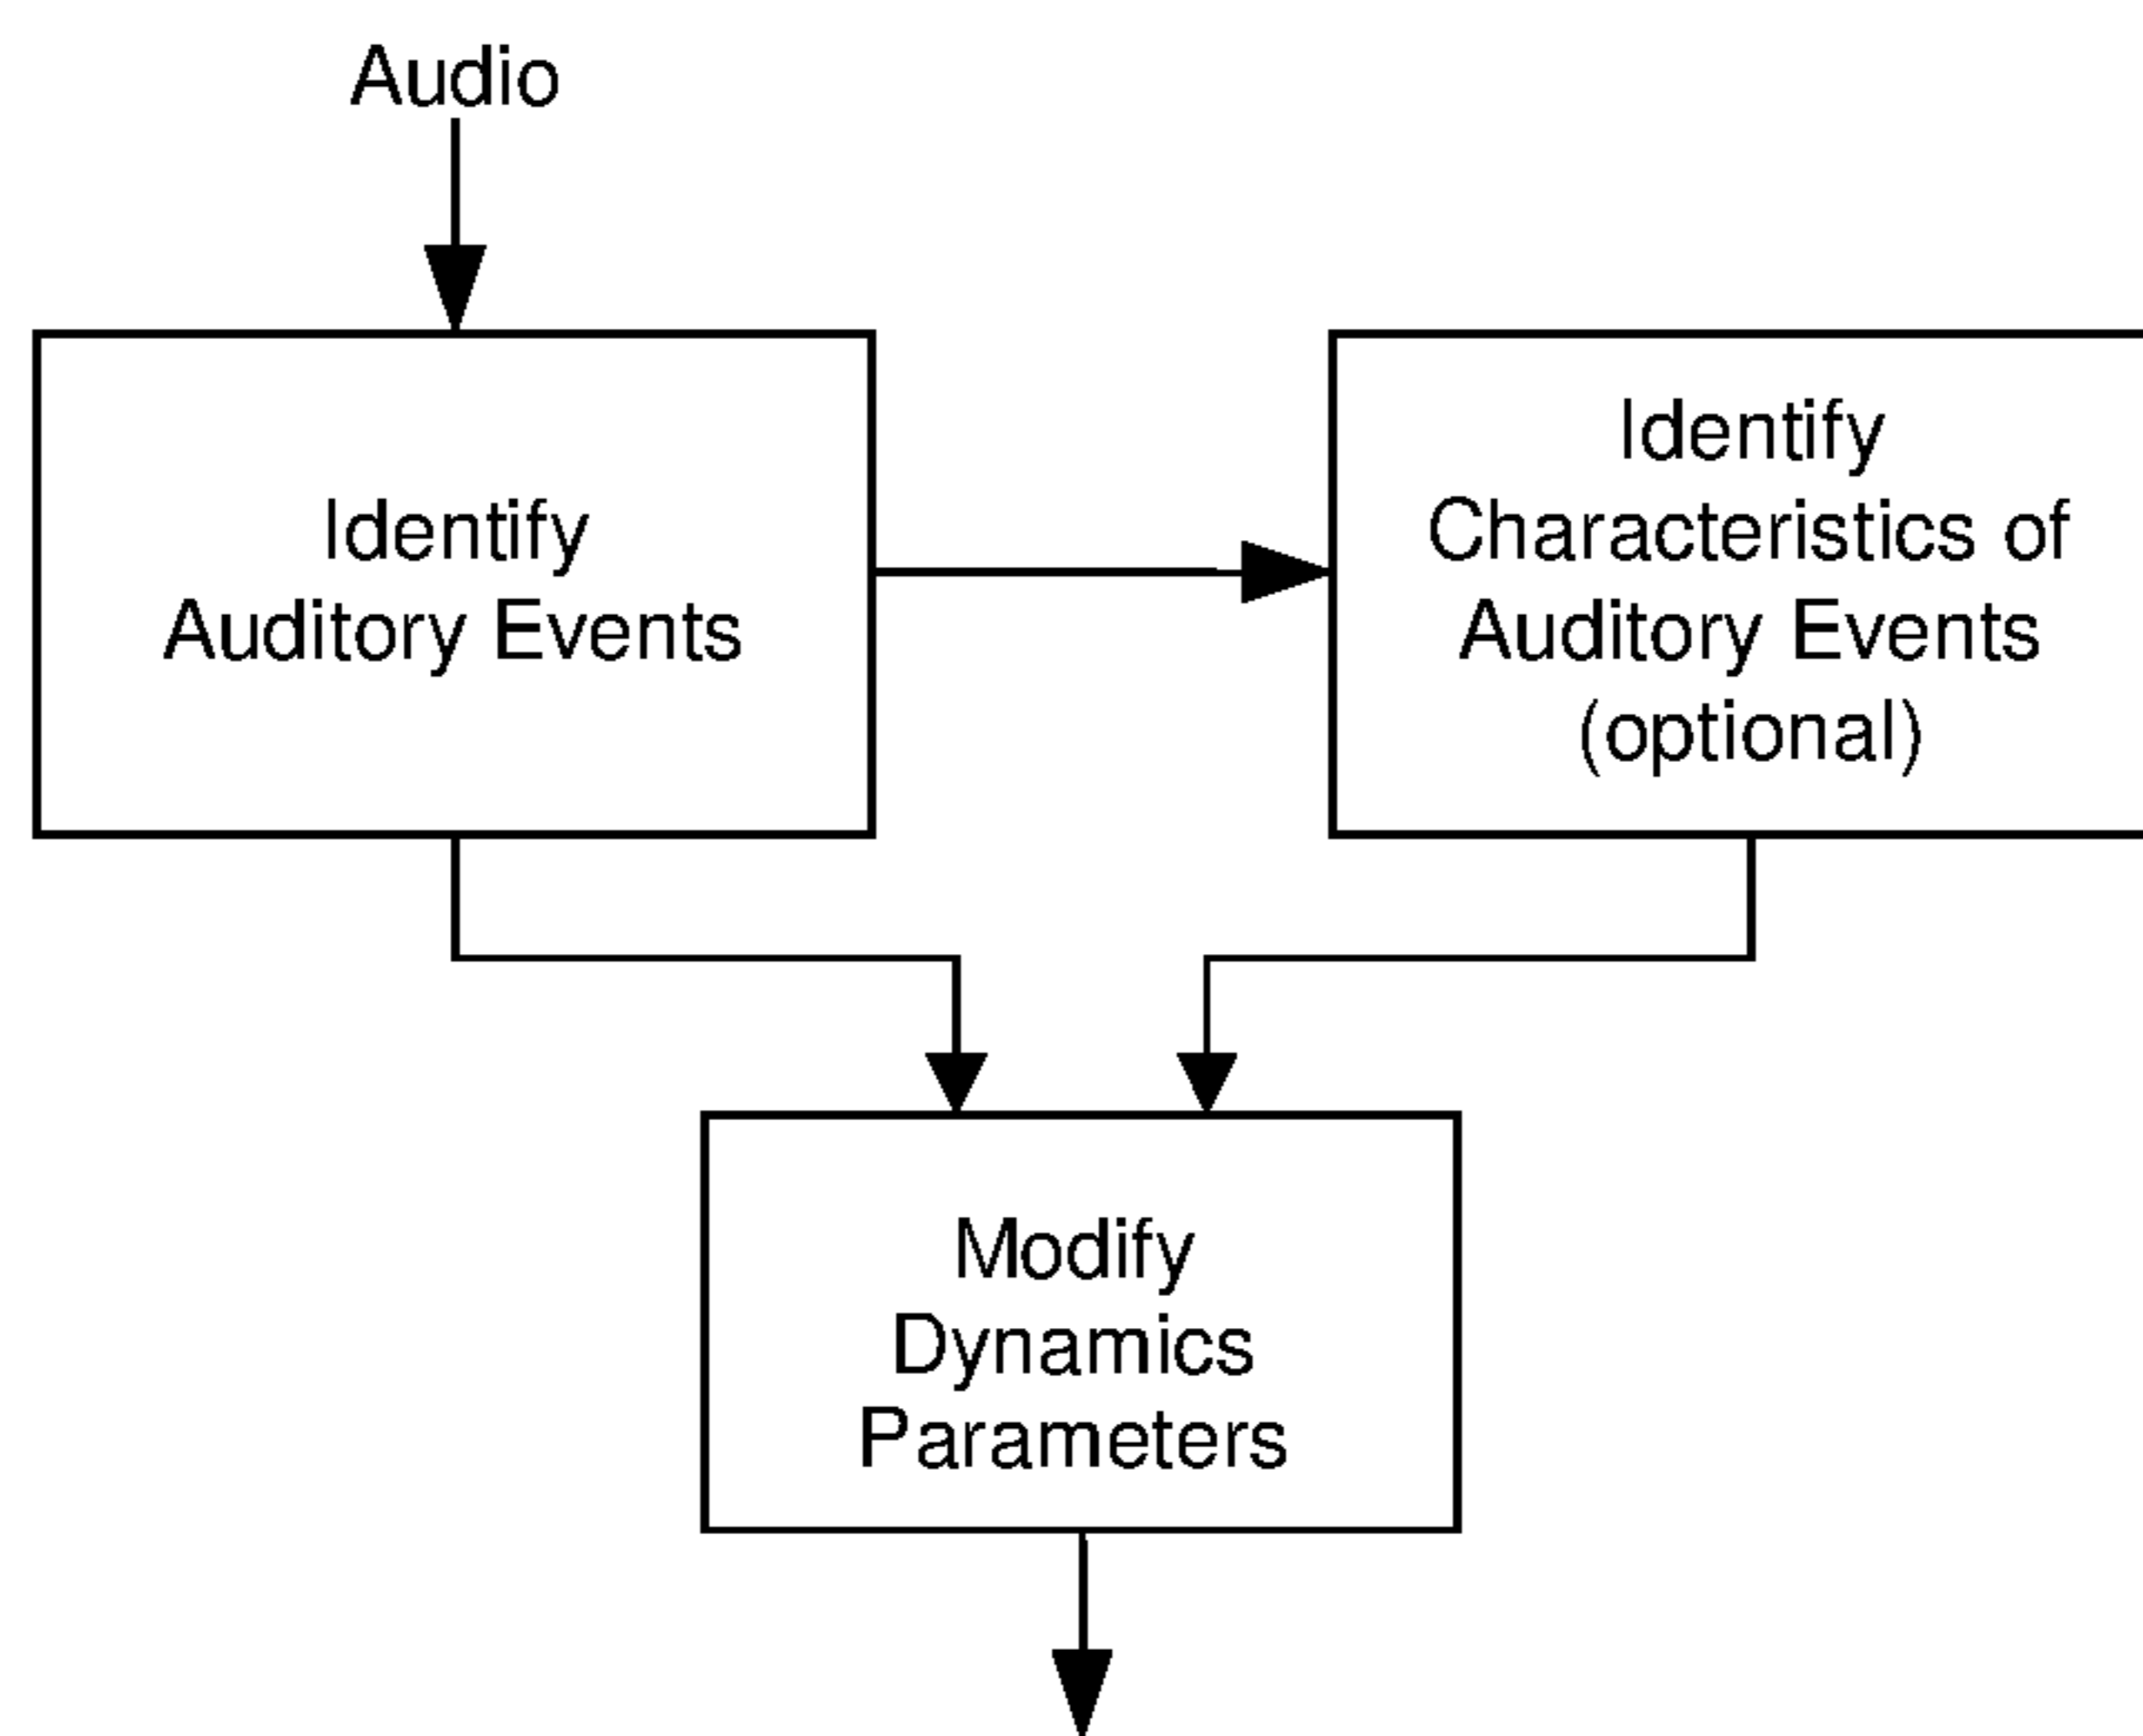 Audio
Identify
Auditory Events
Identify
Characteristics of
Auditory Events
(optional)
Modify
Dynamics
Parameters